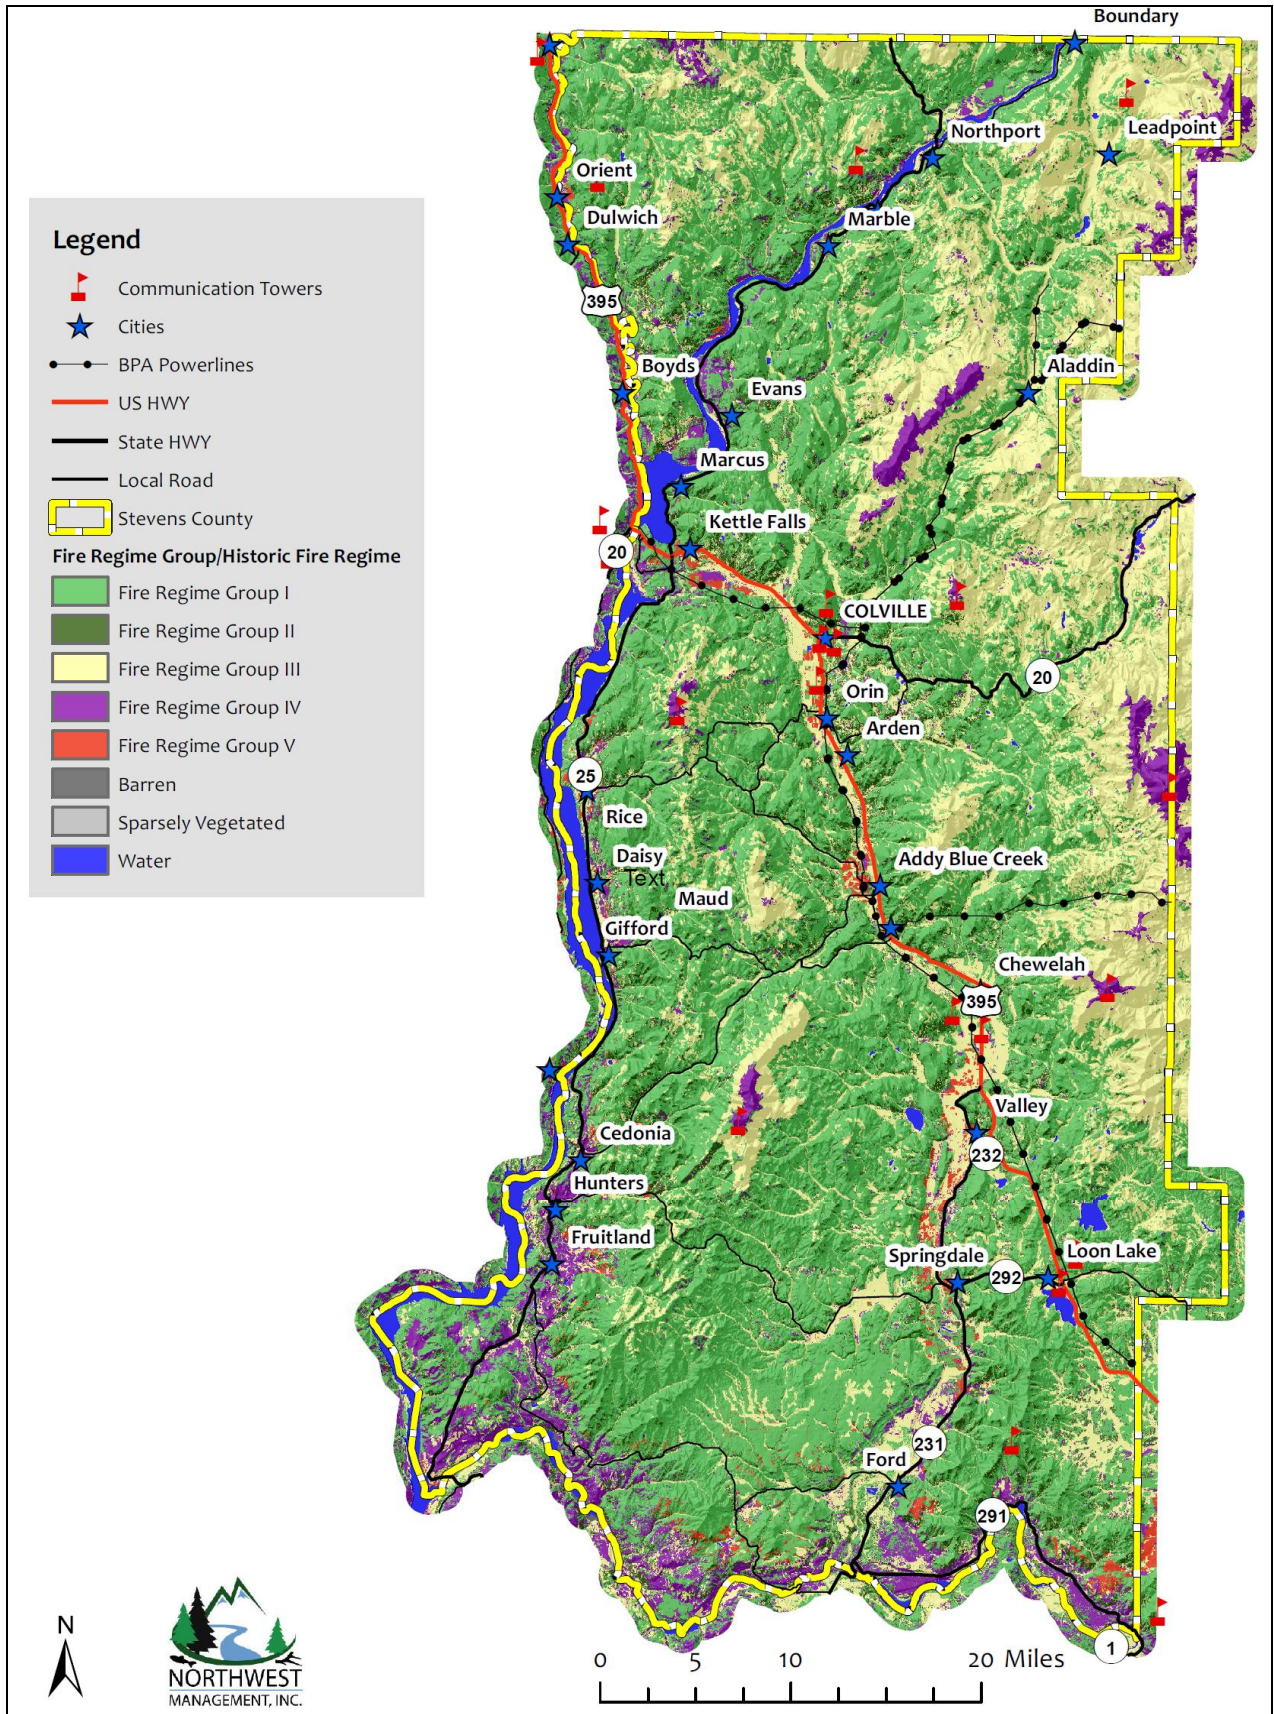 Boundary
Northport
Leadpoint
Orient
Dulwich
Marble
Legend
Communication Towers
Cities
BPA Powerlines
US HWY
State HWY
Local Road
Stevens County
Fire Regime Group/Historic Fire Regime
Fire Regime Group I
Fire Regime Group II
Fire Regime Group III
Fire Regime Group IV
Fire Regime Group V
Barren
Sparsely Vegetated
Water
395
Boyds
Aladdin
Evans
Marcus
Kettle Falls
20
COLVILLE
20
Orin
Arden
25
Rice
Daisy
Text
Addy Blue Creek
Maud
Gifford
Chewelah
395
Valley
Cedonia
232
Hunters
Fruitland
Springdale
Loon Lake
292
231
Ford
291
1
N
NORTHWEST
MANAGEMENT, INC.
0 5 10 20 Miles